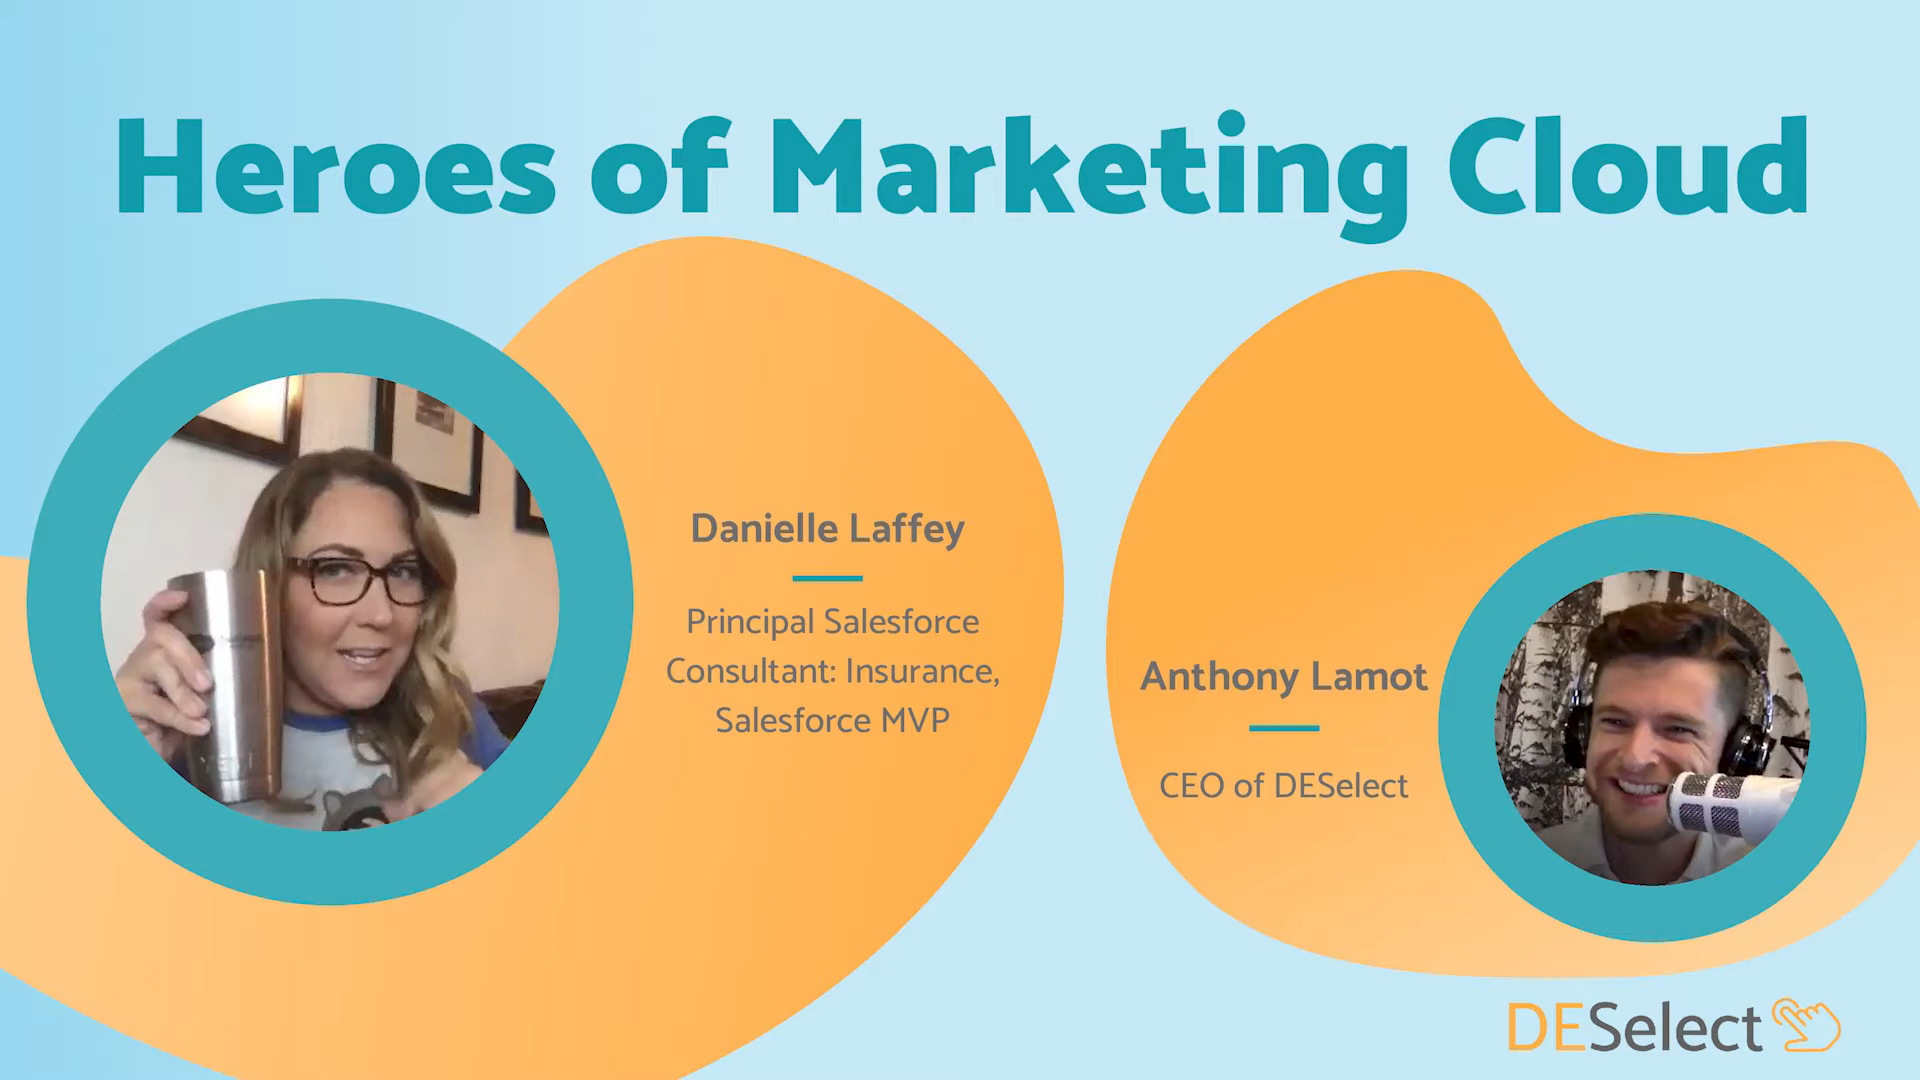 Heroes of Marketing Cloud
Danielle Laffey
Principal Salesforce
Consultant: Insurance,
Salesforce MVP
Anthony Lamot
CEO of DESelect
DESelect